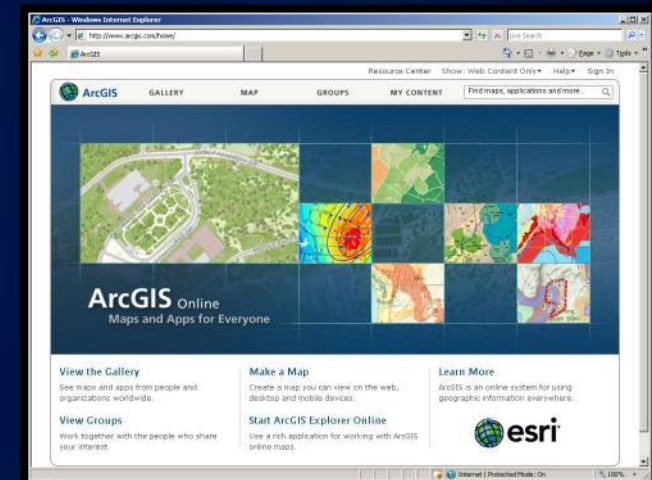 ArcGIS - Windows Internet Explorer
http://www.arcgis.com/home/
Live Search
ArcGIS
Page Tools
Resource Center Show: Web Content Only Help Sign In
ArcGIS GALLERY MAP GROUPS MY CONTENT Find maps, applications and more...
ArcGIS Online
Maps and Apps for Everyone
View the Gallery
See maps and apps from people and
organizations worldwide.
Make a Map
Create a map you can view on the web,
desktop and mobile devices.
Learn More
ArcGIS is an online system for using
geographic information everywhere.
View Groups
Work together with the people who share
your interest.
Start ArcGIS Explorer Online
Use a rich application for working with ArcGIS
online maps.
esri
Internet | Protected Mode: On 100%